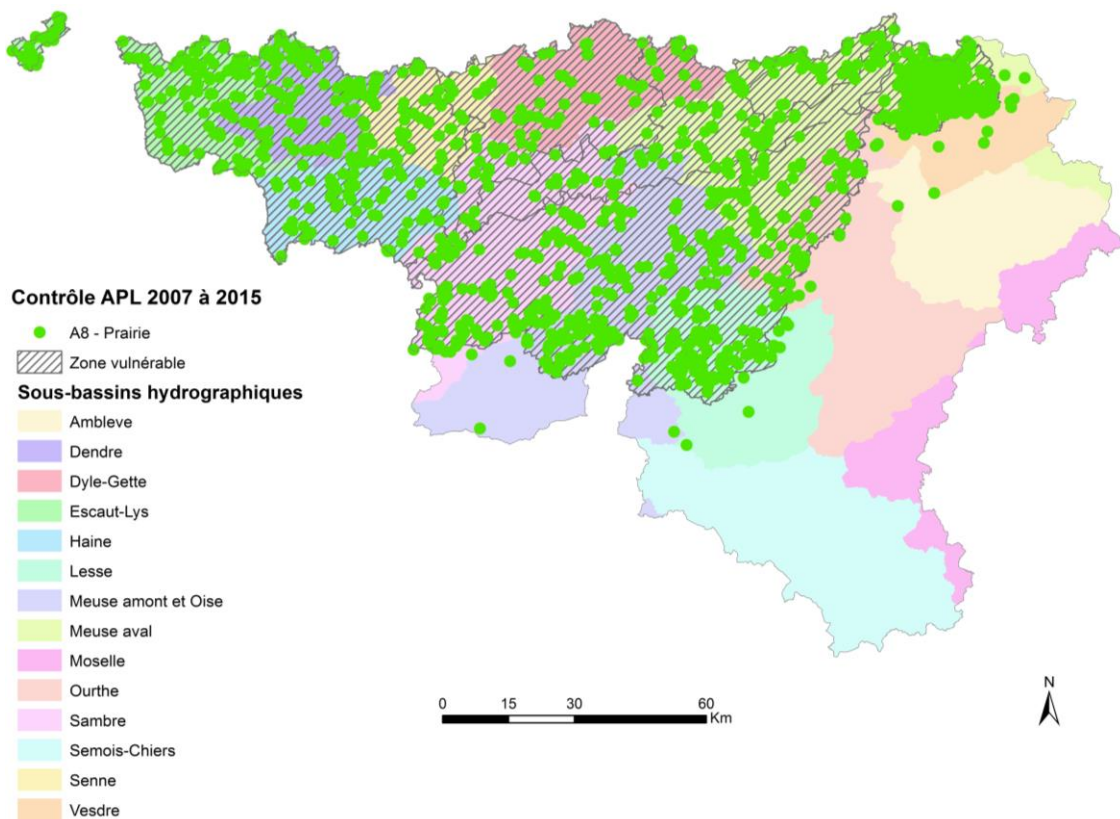 Contrôle APL 2007 à 2015
A8 - Prairie
Zone vulnérable
Sous-bassins hydrographiques
Ambleve
Dendre
Dyle-Gette
Escaut-Lys
Haine
Lesse
Meuse amont et Oise
Meuse aval
Moselle
Ourthe
Sambre
Semois-Chiers
Senne
Vesdre
0 15 30 60
Km
N